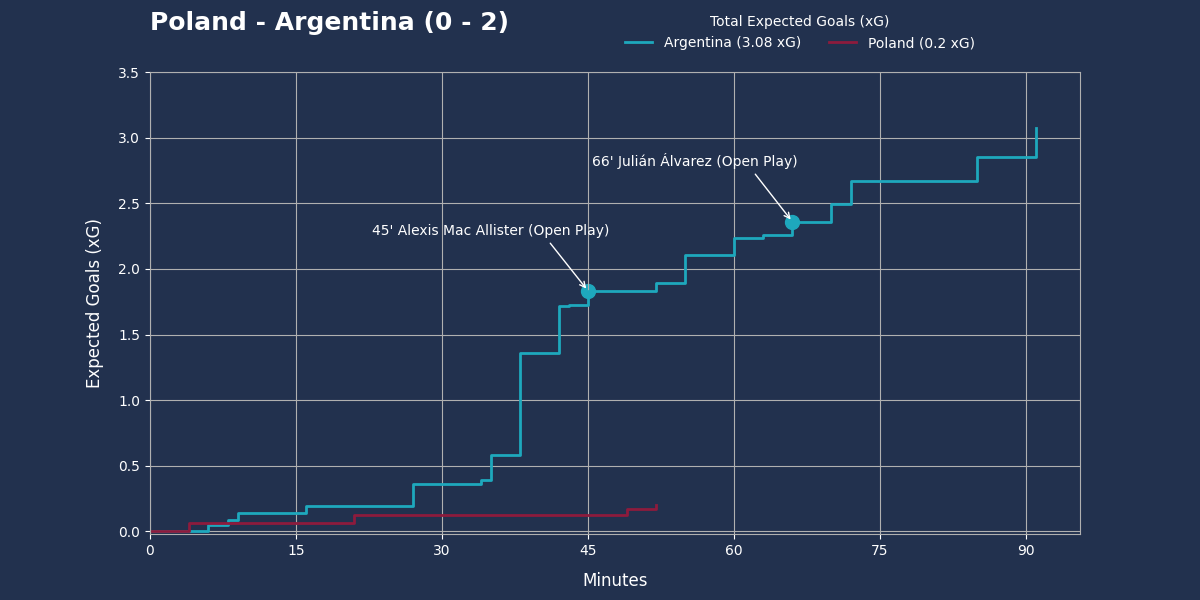 Poland - Argentina (0 - 2)
Total Expected Goals (xG)
Argentina (3.08 xG)
Poland (0.2 xG)
Expected Goals (xG)
3.5
3.0
2.5
2.0
1.5
1.0
0.5
0.0
66' Julián Álvarez (Open Play)
45' Alexis Mac Allister (Open Play)
0 15 30 45 60 75 90
Minutes